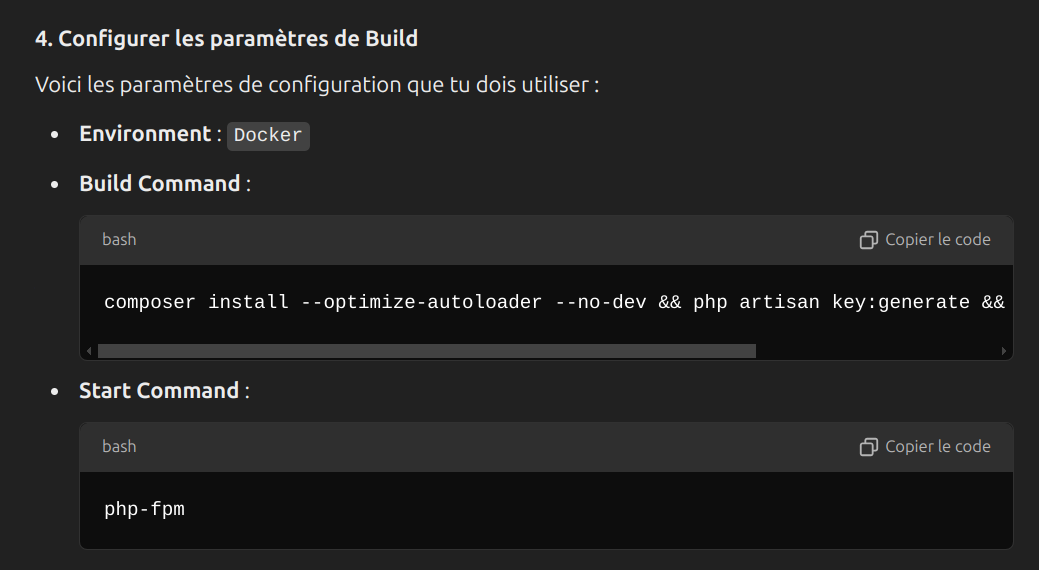 4. Configurer les paramètres de Build
Voici les paramètres de configuration que tu dois utiliser :
• Environment : Docker
• Build Command :
bash
Copier le code
composer install --optimize-autoloader --no-dev && php artisan key:generate &&
• Start Command :
bash
Copier le code
php-fpm